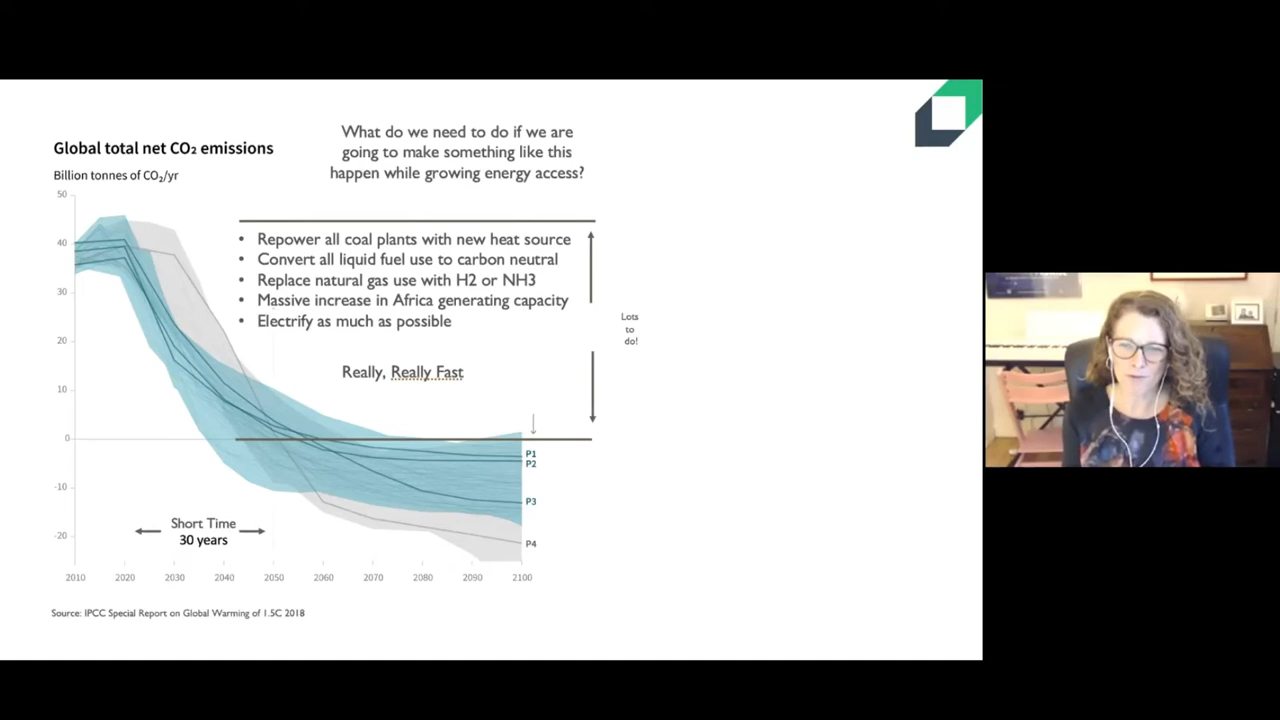 What do we need to do if we are
going to make something like this
happen while growing energy access?
Global total net CO₂ emissions
Billion tonnes of CO₂/yr
50
40
30
20
10
0
-10
-20
• Repower all coal plants with new heat source
• Convert all liquid fuel use to carbon neutral
• Replace natural gas use with H2 or NH3
• Massive increase in Africa generating capacity
• Electrify as much as possible
Really, Really Fast
Lots
to
do!
P1
P2
P3
P4
Short Time
30 years
2010 2020 2030 2040 2050 2060 2070 2080 2090 2100
Source: IPCC Special Report on Global Warming of 1.5C 2018